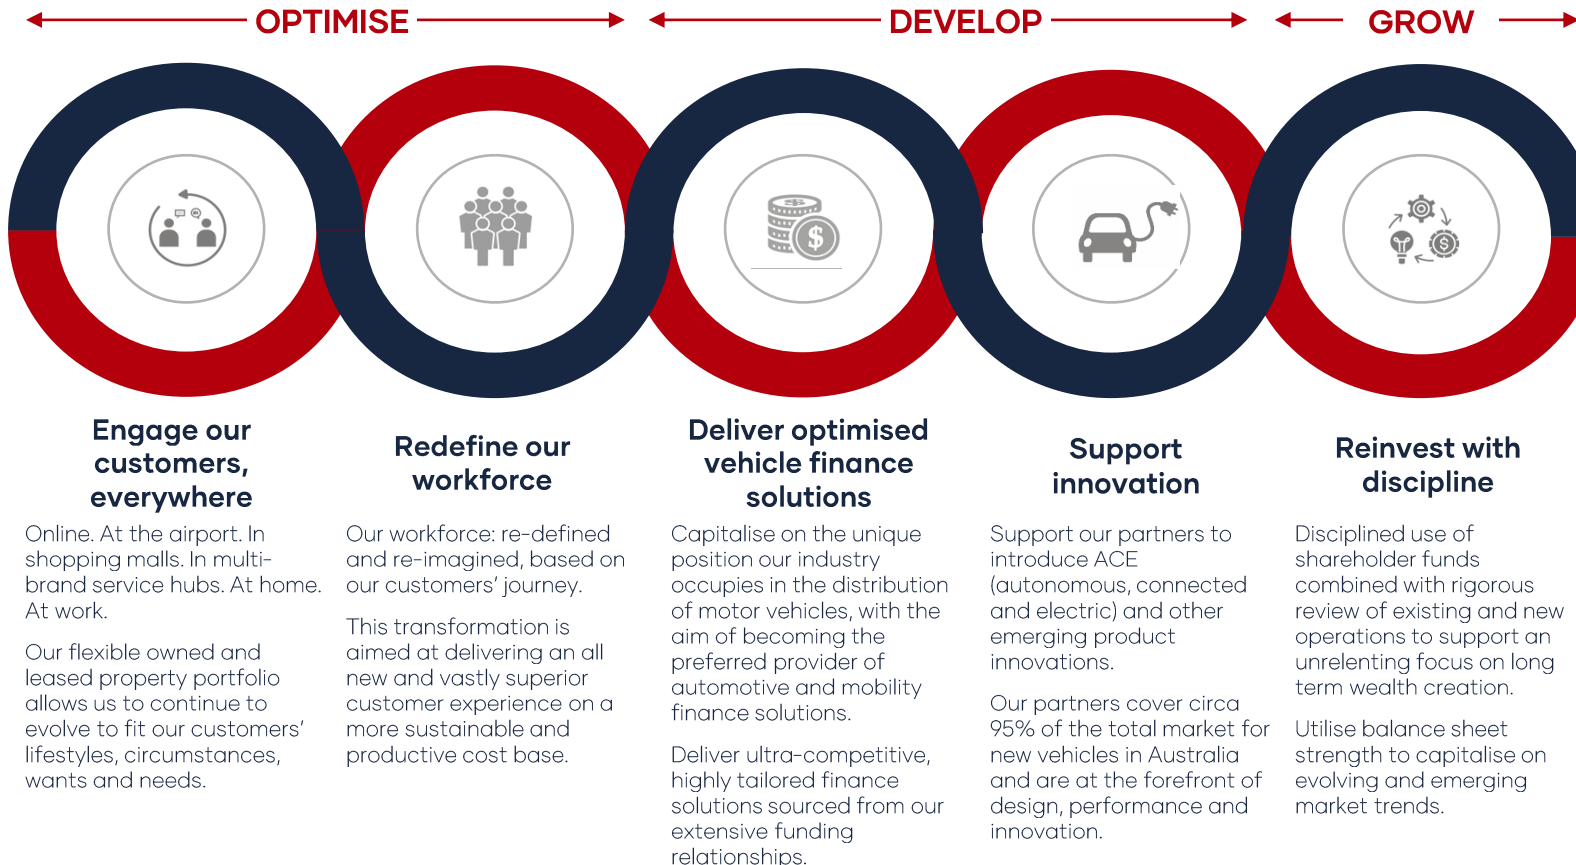 OPTIMISE
DEVELOP
GROW
Engage our
customers,
everywhere
Online. At the airport. In
shopping malls. In multi-
brand service hubs. At home.
At work.
Our flexible owned and
leased property portfolio
allows us to continue to
evolve to fit our customers’
lifestyles, circumstances,
wants and needs.
Redefine our
workforce
Our workforce: re-defined
and re-imagined, based on
our customers’ journey.
This transformation is
aimed at delivering an all
new and vastly superior
customer experience on a
more sustainable and
productive cost base.
Deliver optimised
vehicle finance
solutions
Capitalise on the unique
position our industry
occupies in the distribution
of motor vehicles, with the
aim of becoming the
preferred provider of
automotive and mobility
finance solutions.
Deliver ultra-competitive,
highly tailored finance
solutions sourced from our
extensive funding
relationships.
Support
innovation
Support our partners to
introduce ACE
(autonomous, connected
and electric) and other
emerging product
innovations.
Our partners cover circa
95% of the total market for
new vehicles in Australia
and are at the forefront of
design, performance and
innovation.
Reinvest with
discipline
Disciplined use of
shareholder funds
combined with rigorous
review of existing and new
operations to support an
unrelenting focus on long
term wealth creation.
Utilise balance sheet
strength to capitalise on
evolving and emerging
market trends.